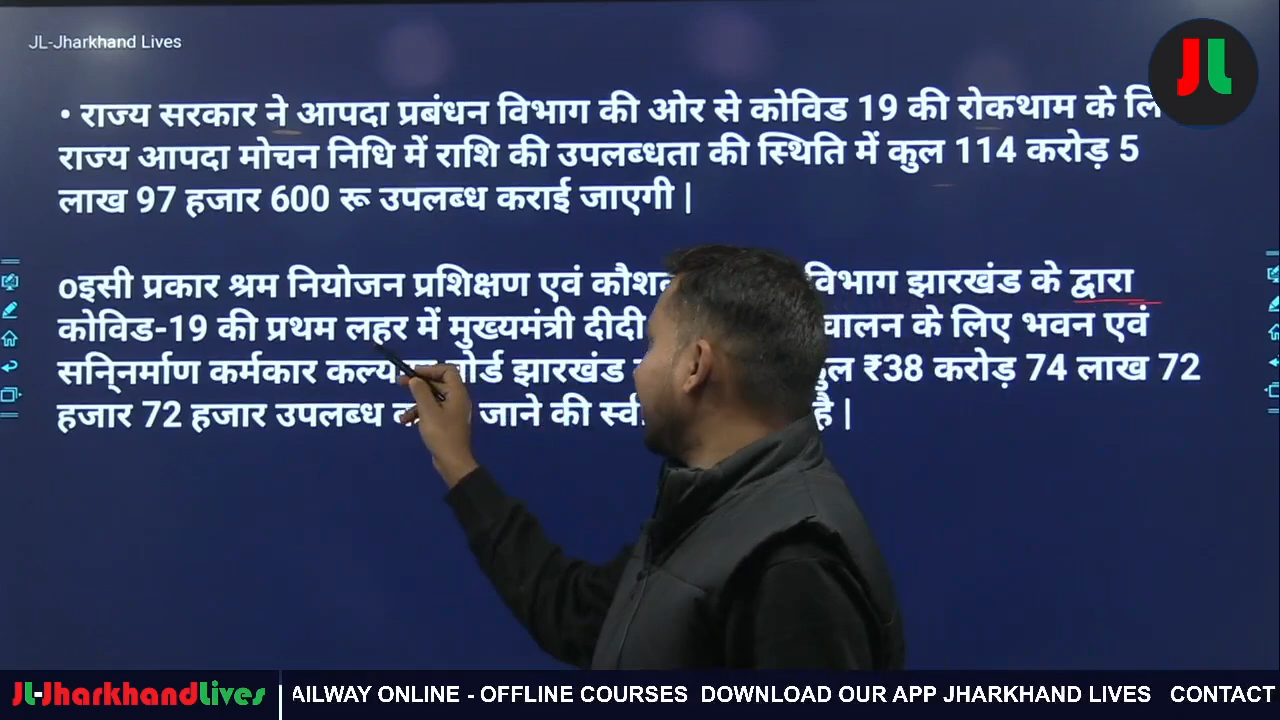 JL-Jharkhand Lives
JL
• राज्य सरकार ने आपदा प्रबंधन विभाग की ओर से कोविड 19 की रोकथाम के
राज्य आपदा मोचन निधि में राशि की उपलब्धता की स्थिति में कुल 114 करोड़ 5
लाख 97 हजार 600 रू उपलब्ध कराई जाएगी |
oइसी प्रकार श्रम नियोजन प्रशिक्षण एवं विभाग झारखंड के द्वारा
कोविड-19 की प्रथम लहर में मुख्यमंत्री दीदी के लिए भवन एवं
सन्निर्माण कर्मकार बोर्ड झारखंड ₹38 करोड़ 74 लाख 72
हजार 72 हजार उपलब्ध जाने की है |
JL-JharkhandLives
AILWAY ONLINE - OFFLINE COURSES DOWNLOAD OUR APP JHARKHAND LIVES CONTACT